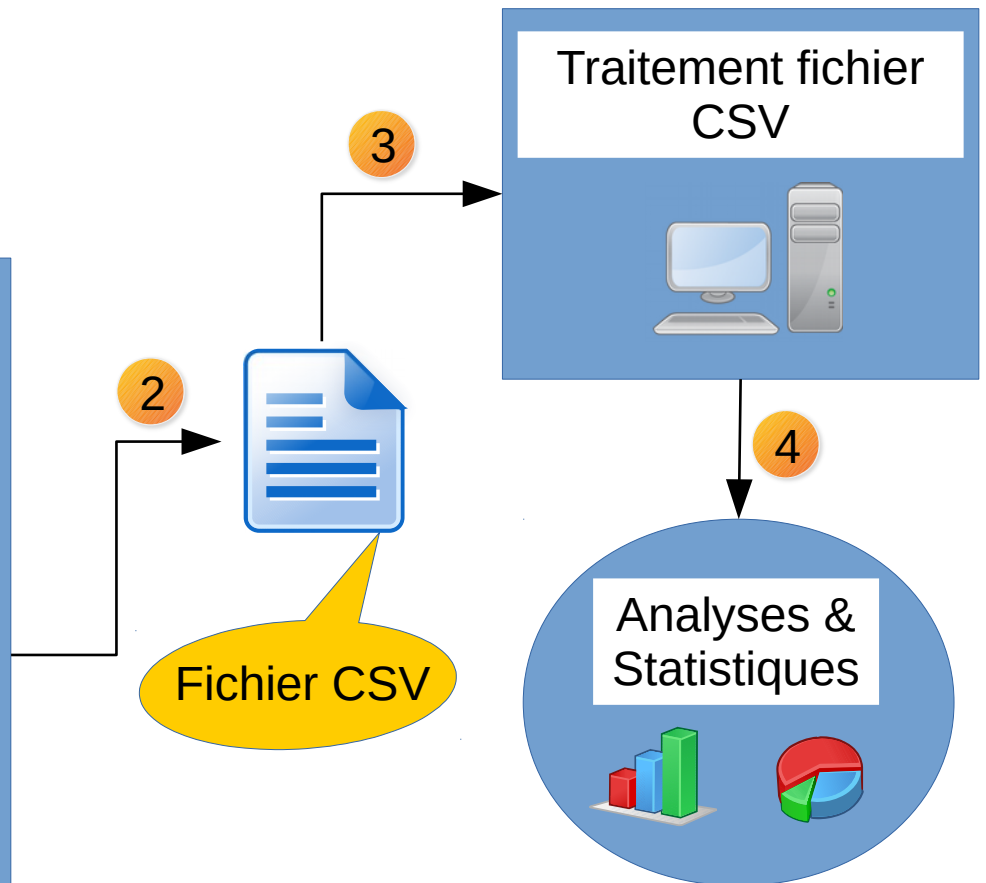 Traitement fichier
CSV
3
2
4
Fichier CSV
Analyses &
Statistiques